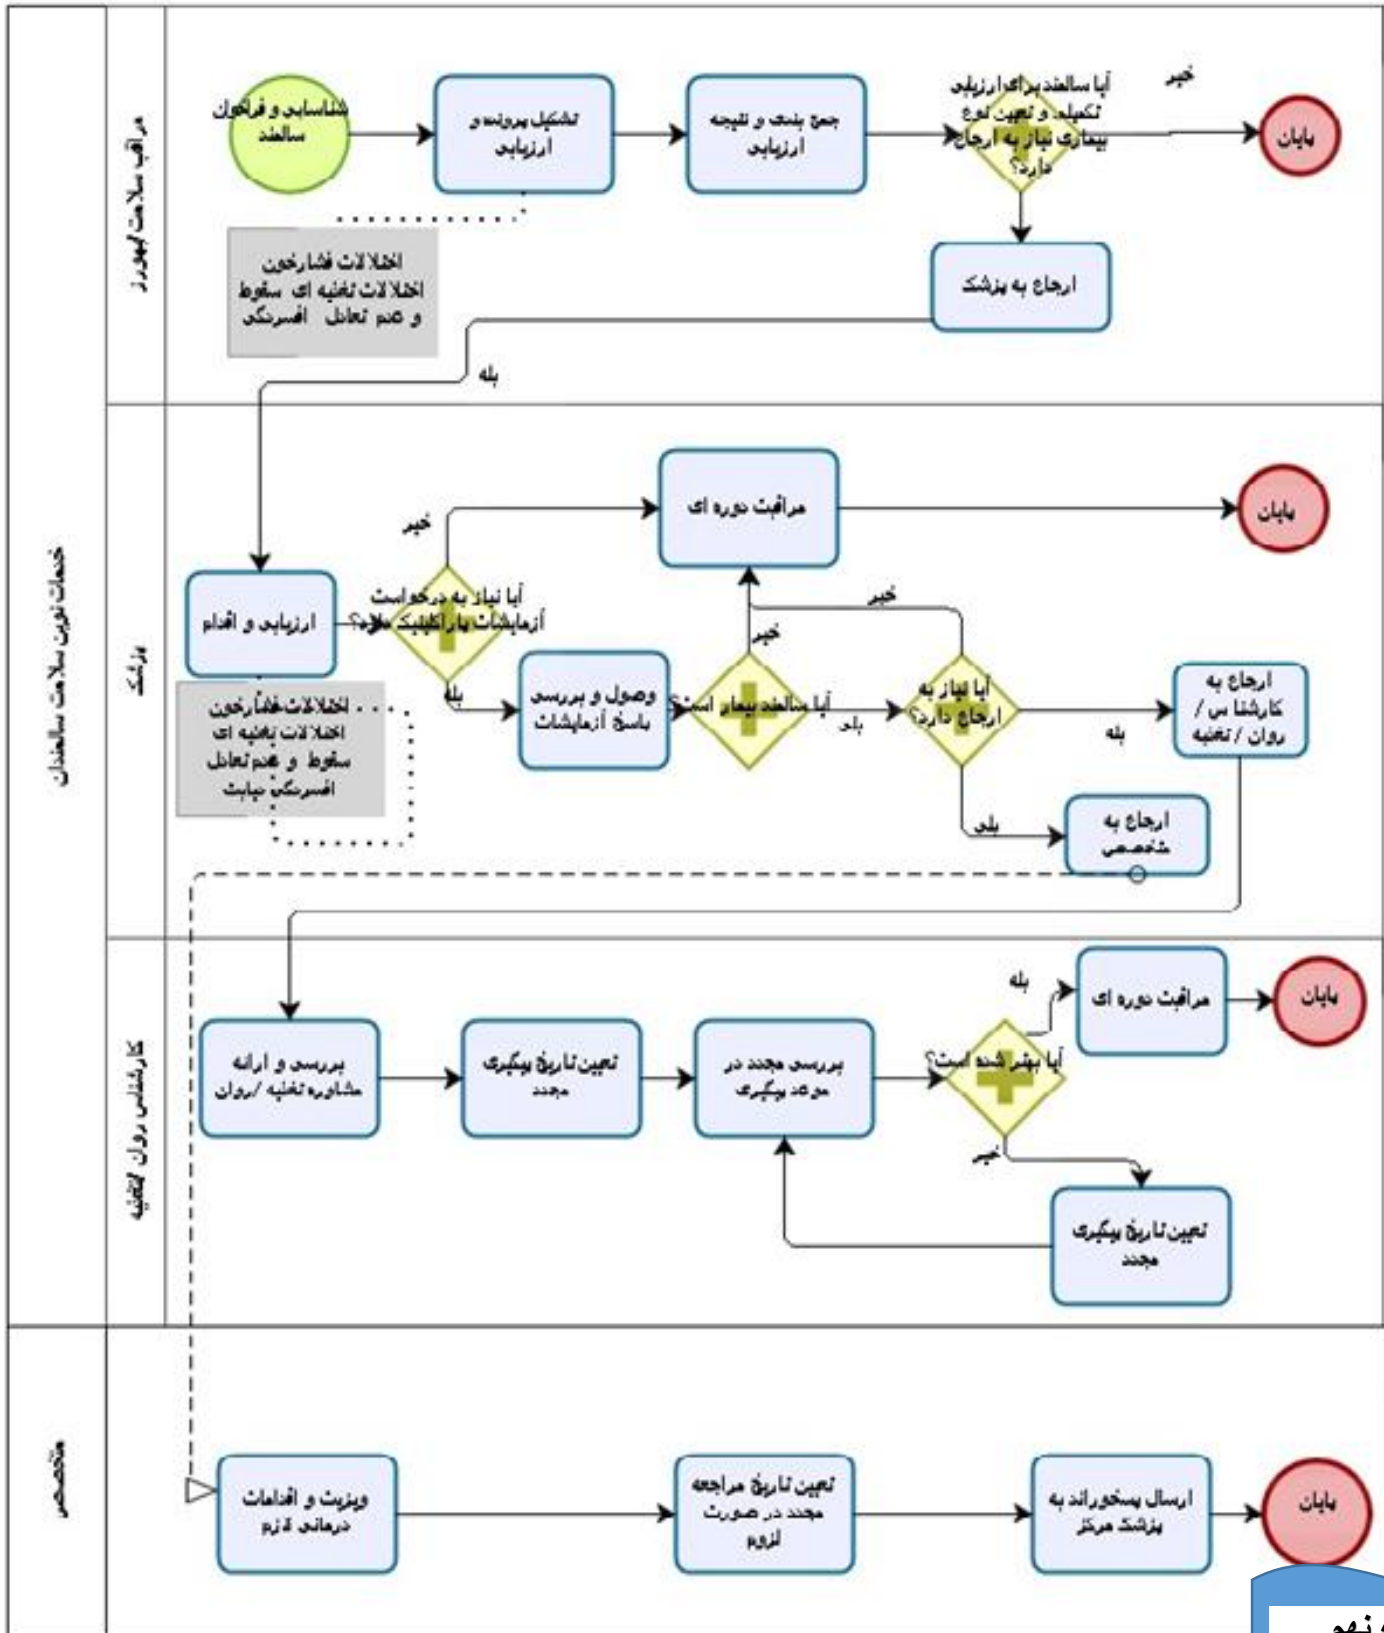 خدمات نوین سلامت سالمندان
مراقب سلامت/بهورز
شناسایی و فراخوان
سالمند
تشکیل پرونده و
ارزیابی
جمع بندی و نتیجه
ارزیابی
آیا سالمند برای ارزیابی
تکمیلی و تعیین نوع
بیماری نیاز به ارجاع
دارد؟
خیر
پایان
اختلالات فشارخون
اختلالات تغذیه ای سقوط
و عدم تعادل افسردگی
ارجاع به پزشک
بله
پزشک
ارزیابی و اقدام
آیا نیاز به درخواست
آزمایشات پاراکلینیک دارد؟
خیر
مراقبت دوره ای
پایان
بله
وصول و بررسی
پاسخ آزمایشات
آیا سالمند بیمار است؟
خیر
بلی
آیا نیاز به
ارجاع دارد؟
خیر
بله
ارجاع به
کارشناس /
روان / تغذیه
بلی
ارجاع به
متخصص
اختلالات فشارخون
اختلالات تغذیه ای
سقوط و عدم تعادل
افسردگی دیابت
کارشناس روان /تغذیه
بررسی و ارائه
مشاوره تغذیه /روان
تعیین تاریخ پیگیری
مجدد
بررسی مجدد در
موعد پیگیری
آیا بهتر شده است؟
بله
مراقبت دوره ای
پایان
خیر
تعیین تاریخ پیگیری
مجدد
متخصص
ویزیت و اقدامات
درمانی لازم
تعیین تاریخ مراجعه
مجدد در صورت
لزوم
ارسال پسخوراند به
پزشک مرکز
پایان
نهم